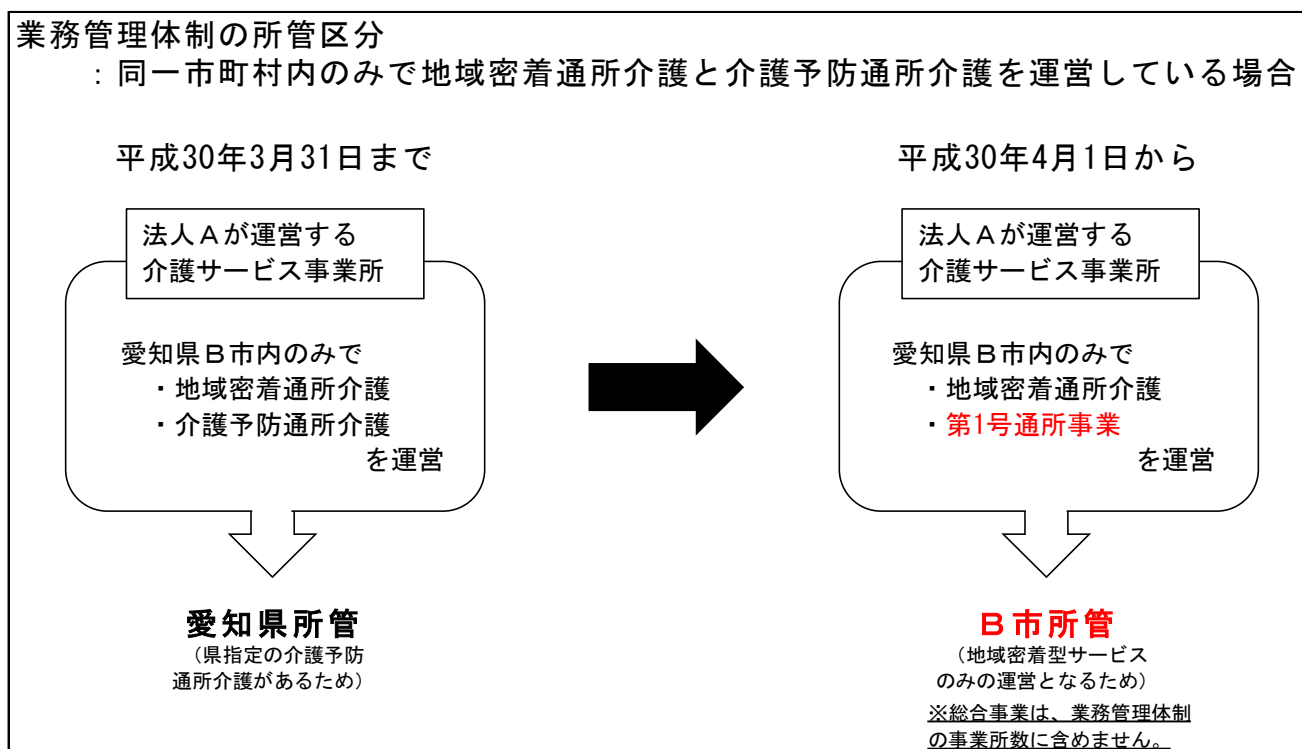 業務管理体制の所管区分
：同一市町村内のみで地域密着通所介護と介護予防通所介護を運営している場合
平成30年3月31日まで
法人Ａが運営する
介護サービス事業所
愛知県Ｂ市内のみで
・地域密着通所介護
・介護予防通所介護
を運営
愛知県所管
（県指定の介護予防
通所介護があるため）
平成30年4月1日から
法人Ａが運営する
介護サービス事業所
愛知県Ｂ市内のみで
・地域密着通所介護
・第1号通所事業
を運営
Ｂ市所管
（地域密着型サービス
のみの運営となるため）
※総合事業は、業務管理体制
の事業所数に含めません。